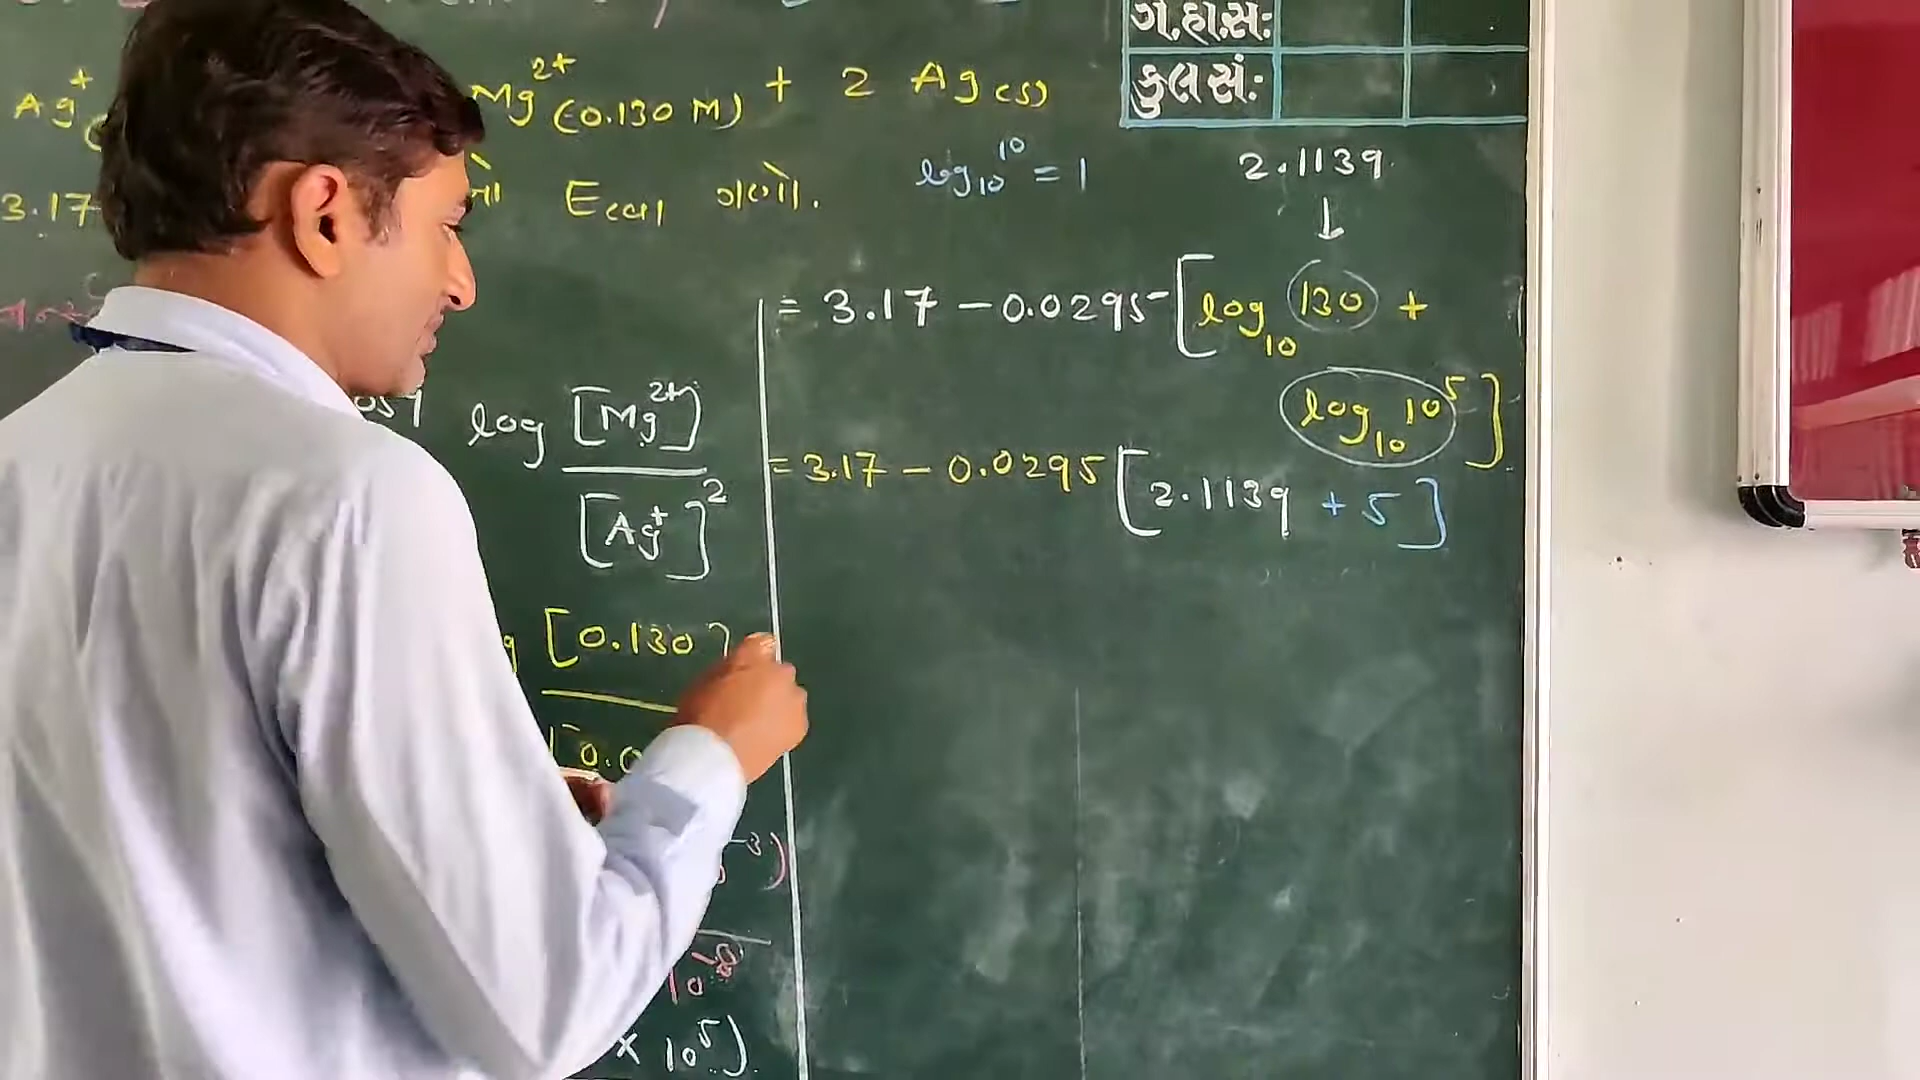 ગે.હા.સં:
કુલ સં:
Ag⁺
Mg²⁺(0.130 M) + 2 Ag(s)
log₁₀10 = 1
2.1139
↓
3.17
Ecell ગણો.
= 3.17 - 0.0295 [log₁₀ 130 +
log₁₀ 10⁵]
= 3.17 - 0.0295 [2.1139 + 5]
log [Mg²⁺]
[Ag⁺]²
[0.130]
× 10⁵)